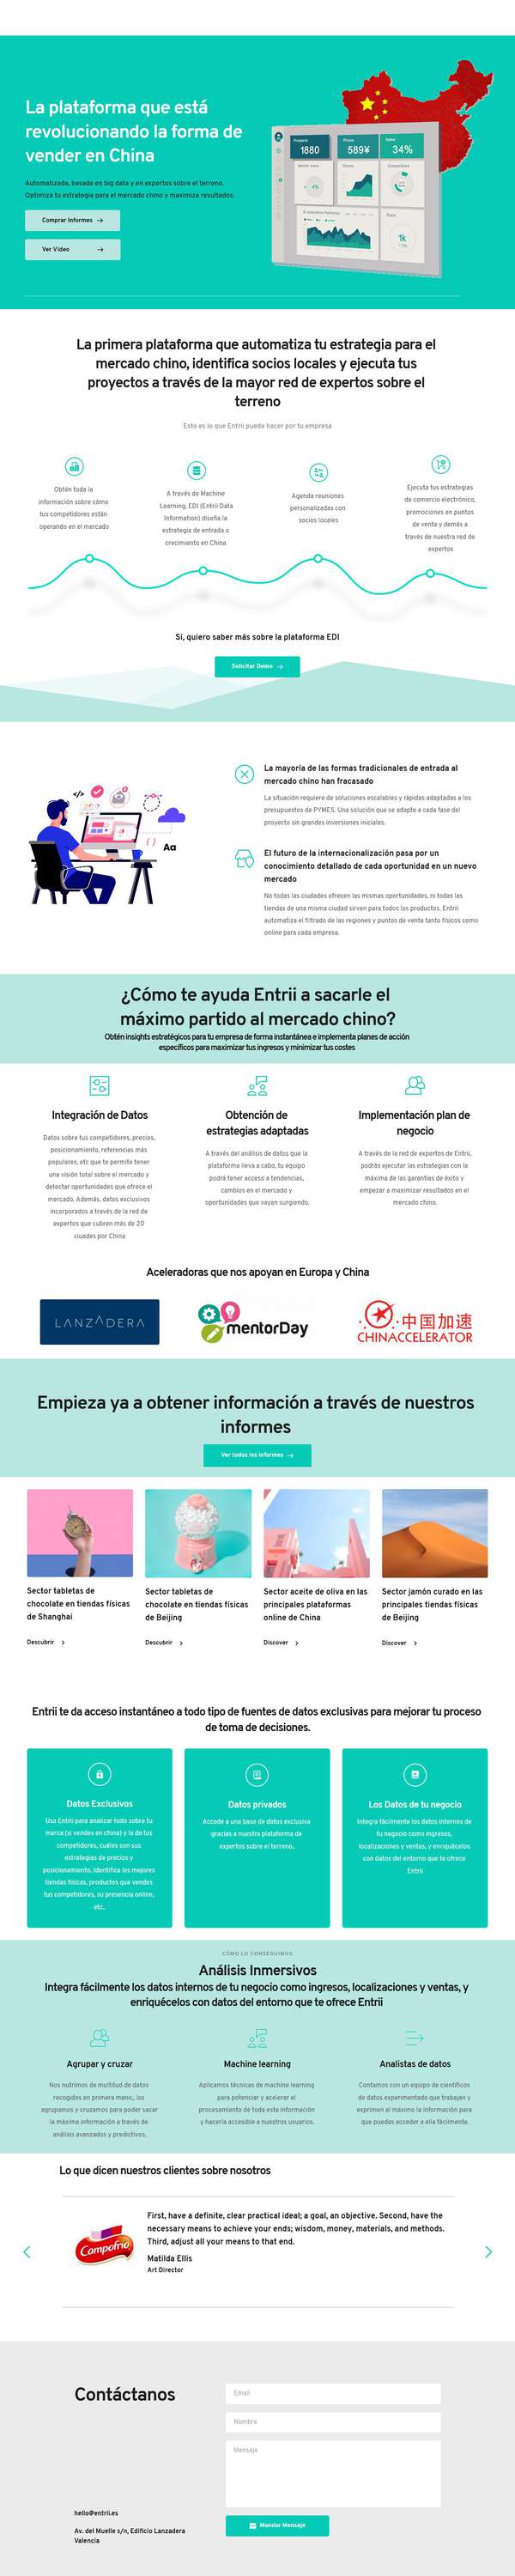 La plataforma que está
revolucionando la forma de
vender en China
Automatizada, basada en big data y en expertos sobre el terreno.
Optimiza tu estrategia para el mercado chino y maximiza resultados.
Comprar Informes
Ver Vídeo
1880
589¥
34%
1k
La primera plataforma que automatiza tu estrategia para el
mercado chino, identifica socios locales y ejecuta tus
proyectos a través de la mayor red de expertos sobre el
terreno
Esto es lo que Entrii puede hacer por tu empresa
Obtén toda la
información sobre cómo
tus competidores están
operando en el mercado
A través de Machine
Learning, EDI (Entrii Data
Information) diseña la
estrategia de entrada o
crecimiento en China
Agenda reuniones
personalizadas con
socios locales
Ejecuta tus estrategias
de comercio electrónico,
promociones en puntos
de venta y demás a
través de nuestra red de
expertos
Sí, quiero saber más sobre la plataforma EDI
Solicitar Demo
La mayoría de las formas tradicionales de entrada al
mercado chino han fracasado
La situación requiere de soluciones escalables y rápidas adaptadas a los
presupuestos de PYMES. Una solución que se adapte a cada fase del
proyecto sin grandes inversiones iniciales.
Aa
El futuro de la internacionalización pasa por un
conocimiento detallado de cada oportunidad en un nuevo
mercado
No todas las ciudades ofrecen las mismas oportunidades, ni todas las
tiendas de una misma ciudad sirven para todos los productos. Entrii
automatiza el filtrado de las regiones y puntos de venta tanto físicos como
online para cada empresa.
¿Cómo te ayuda Entrii a sacarle el
máximo partido al mercado chino?
Obtén insights estratégicos para tu empresa de forma instantánea e implementa planes de acción
específicos para maximizar tus ingresos y minimizar tus costes
Integración de Datos
Datos sobre tus competidores, precios,
posicionamiento, referencias más
populares, etc que te permite tener
una visión total sobre el mercado y
detectar oportunidades que ofrece el
mercado. Además, datos exclusivos
incorporados a través de la red de
expertos que cubren más de 20
ciuades por China
Obtención de
estrategias adaptadas
A través del análisis de datos que la
plataforma lleva a cabo, tu equipo
podrá tener acceso a tendencias,
cambios en el mercado y
oportunidades que vayan surgiendo.
Implementación plan de
negocio
A través de la red de expertos de Entrii,
podrás ejecutar las estrategias con la
máxima de las garantías de éxito y
empezar a maximizar resultados en el
mercado chino.
Aceleradoras que nos apoyan en Europa y China
LANZADERA
mentorDay
中国加速
CHINACCELERATOR
Empieza ya a obtener información a través de nuestros
informes
Ver todos los informes
Sector tabletas de
chocolate en tiendas físicas
de Shanghai
Descubrir
Sector tabletas de
chocolate en tiendas físicas
de Beijing
Descubrir
Sector aceite de oliva en las
principales plataformas
online de China
Discover
Sector jamón curado en las
principales tiendas físicas
de Beijing
Discover
Entrii te da acceso instantáneo a todo tipo de fuentes de datos exclusivas para mejorar tu proceso
de toma de decisiones.
Datos Exclusivos
Usa Entrii para analizar todo sobre tu
marca (si vendes en china) y la de tus
competidores, cuáles son sus
estrategias de precios y
posicionamiento. Identifica las mejores
tiendas físicas, productos que vendes
tus competidores, su presencia online,
etc..
Datos privados
Accede a una base de datos exclusiva
gracias a nuestra plataforma de
expertos sobre el terreno..
Los Datos de tu negocio
Integra fácilmente los datos internos de
tu negocio como ingresos,
localizaciones y ventas, y enriquécelos
con datos del entorno que te ofrece
Entrii
CÓMO LO CONSEGUIMOS
Análisis Inmersivos
Integra fácilmente los datos internos de tu negocio como ingresos, localizaciones y ventas, y
enriquécelos con datos del entorno que te ofrece Entrii
Agrupar y cruzar
Nos nutrimos de multitud de datos
recogidos en primera mano,, los
agrupamos y cruzamos para poder sacar
la máxima información a través de
análisis avanzados y predictivos.
Machine learning
Aplicamos técnicas de machine learning
para potenciar y acelerar el
procesamiento de toda esta información
y hacerla accesible a nuestros usuarios.
Analistas de datos
Contamos con un equipo de científicos
de datos experimentado que trabajan y
exprimen al máximo la información para
que puedas acceder a ella fácilmente.
Lo que dicen nuestros clientes sobre nosotros
Campofrío
First, have a definite, clear practical ideal; a goal, an objective. Second, have the
necessary means to achieve your ends; wisdom, money, materials, and methods.
Third, adjust all your means to that end.
Matilda Ellis
Art Director
Contáctanos
Email
Nombre
Mensaje
Mandar Mensaje
hello@entrii.es
Av. del Muelle s/n, Edificio Lanzadera
Valencia